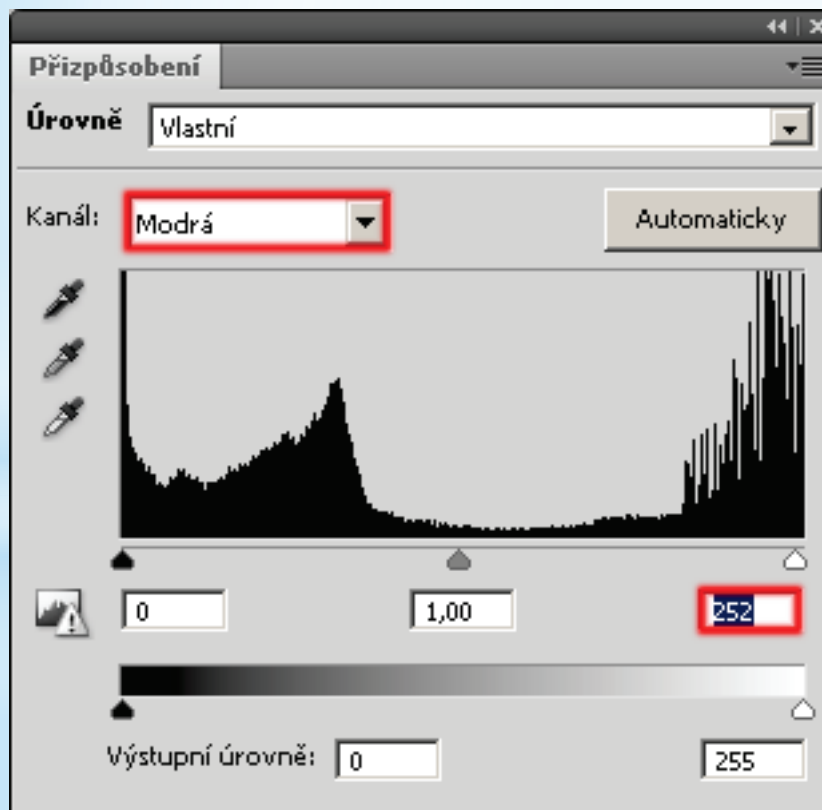 Přizpůsobení
Úrovně Vlastní
Kanál: Modrá Automaticky
0 1,00 252
Výstupní úrovně: 0 255